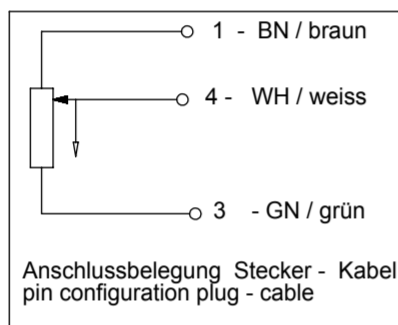 1 - BN / braun
4 - WH / weiss
3 - GN / grün
Anschlussbelegung Stecker - Kabel
pin configuration plug - cable